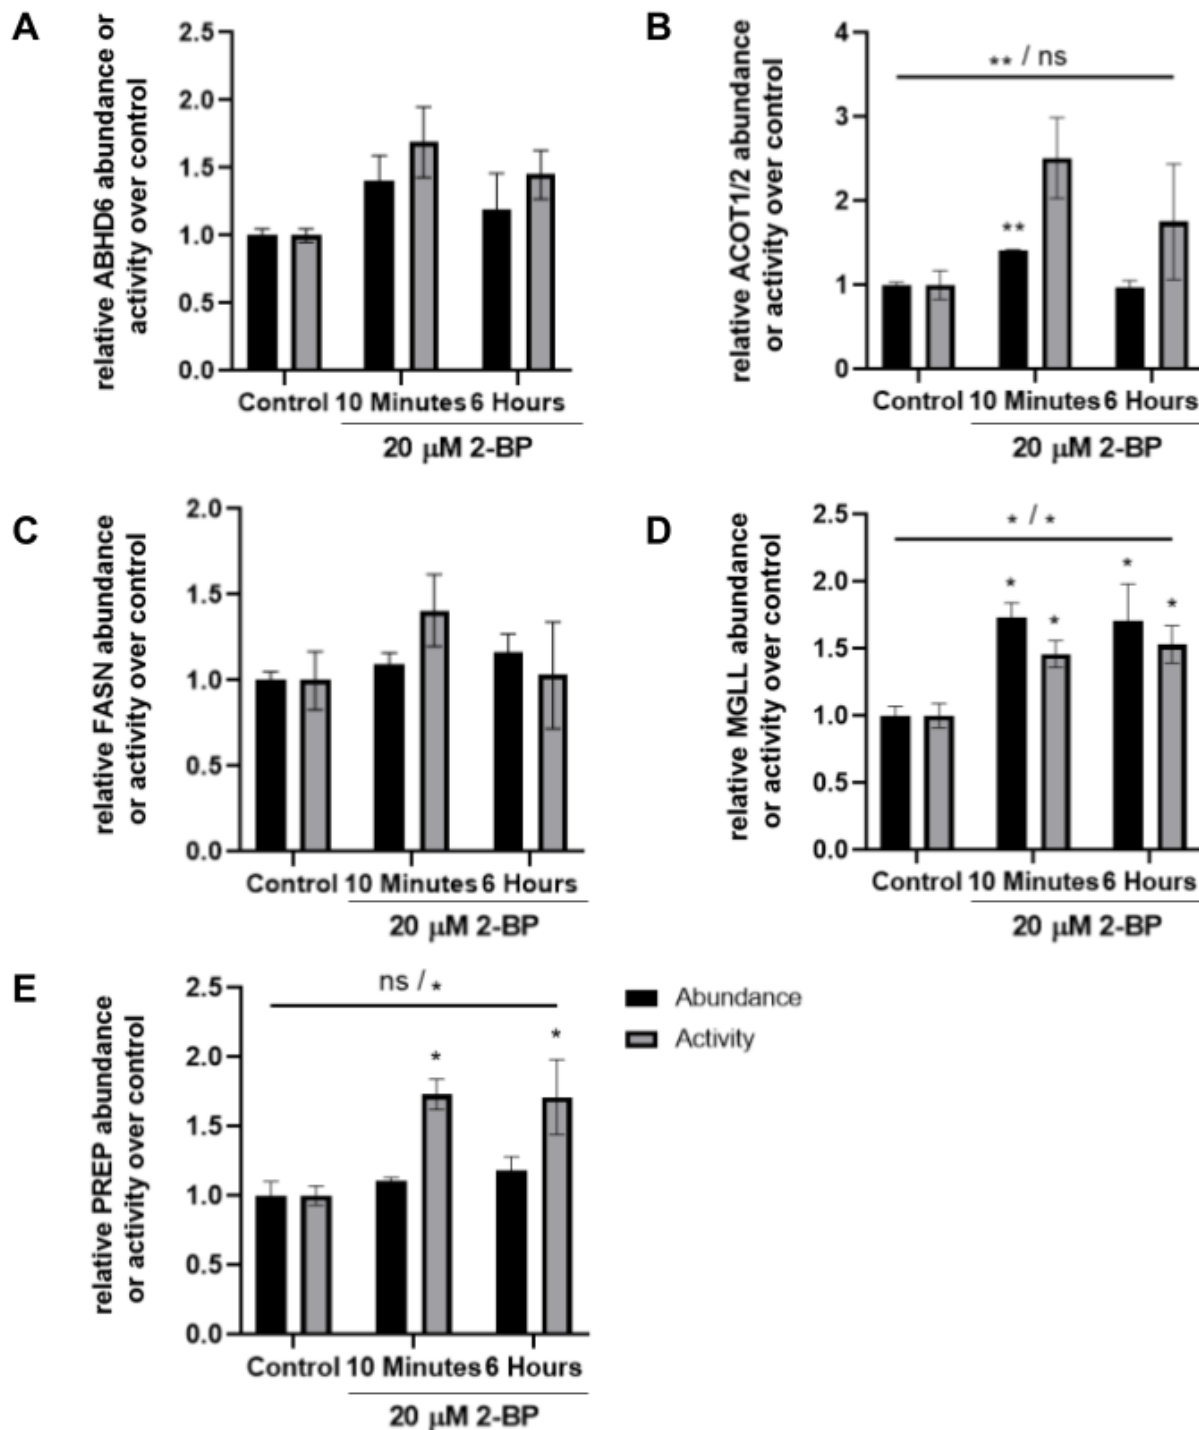 A
relative ABHD6 abundance or
activity over control
2.5
2.0
1.5
1.0
0.5
0.0
Control 10 Minutes 6 Hours
20 μM 2-BP
B
relative ACOT1/2 abundance
or activity over control
4
3
2
1
0
** / ns
**
Control 10 Minutes 6 Hours
20 μM 2-BP
C
relative FASN abundance
or activity over control
2.0
1.5
1.0
0.5
0.0
Control 10 Minutes 6 Hours
20 μM 2-BP
D
relative MGLL abundance
or activity over control
2.5
2.0
1.5
1.0
0.5
0.0
* / *
* * * *
Control 10 Minutes 6 Hours
20 μM 2-BP
E
relative PREP abundance
or activity over control
2.5
2.0
1.5
1.0
0.5
0.0
ns / *
* *
Control 10 Minutes 6 Hours
20 μM 2-BP
Abundance
Activity